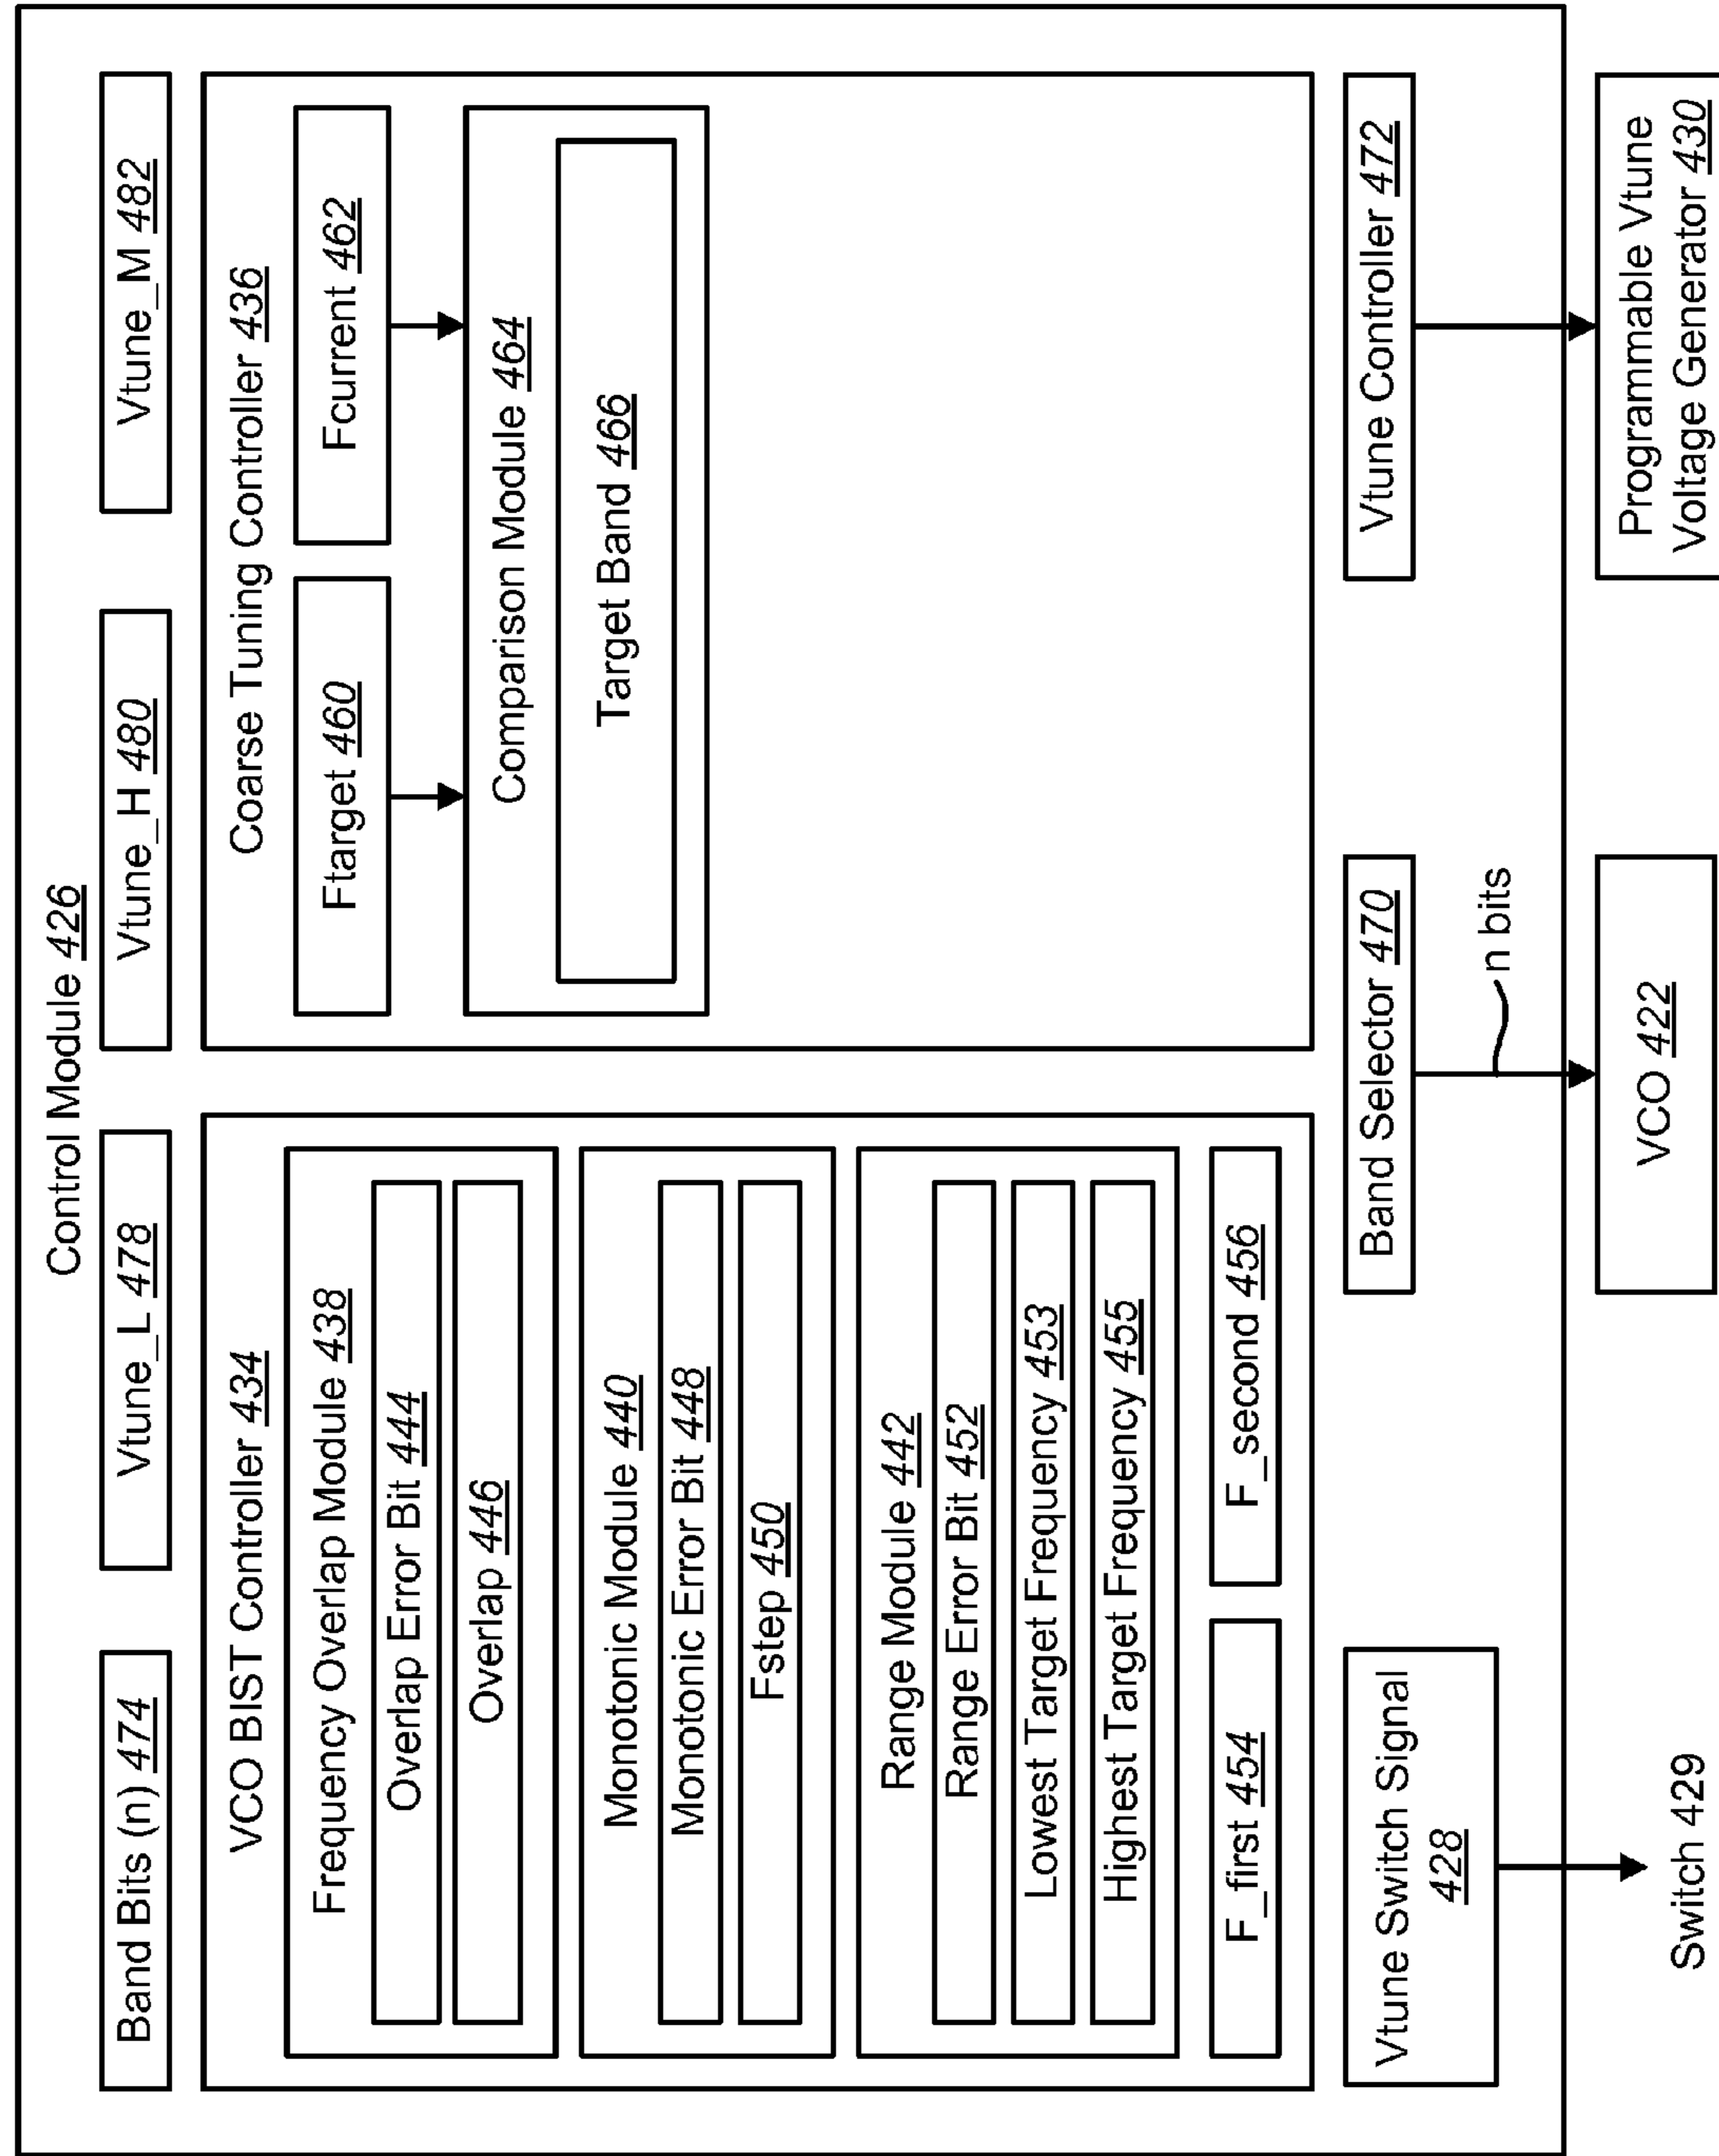 Control Module 426
Band Bits (n) 474
Vtune_L 478
Vtune_H 480
Vtune_M 482
VCO BIST Controller 434
Frequency Overlap Module 438
Overlap Error Bit 444
Overlap 446
Monotonic Module 440
Monotonic Error Bit 448
Fstep 450
Range Module 442
Range Error Bit 452
Lowest Target Frequency 453
Highest Target Frequency 455
F_first 454
F_second 456
Coarse Tuning Controller 436
Ftarget 460
Fcurrent 462
Comparison Module 464
Target Band 466
Vtune Switch Signal
428
Band Selector 470
Vtune Controller 472
n bits
Switch 429
VCO 422
Programmable Vtune
Voltage Generator 430